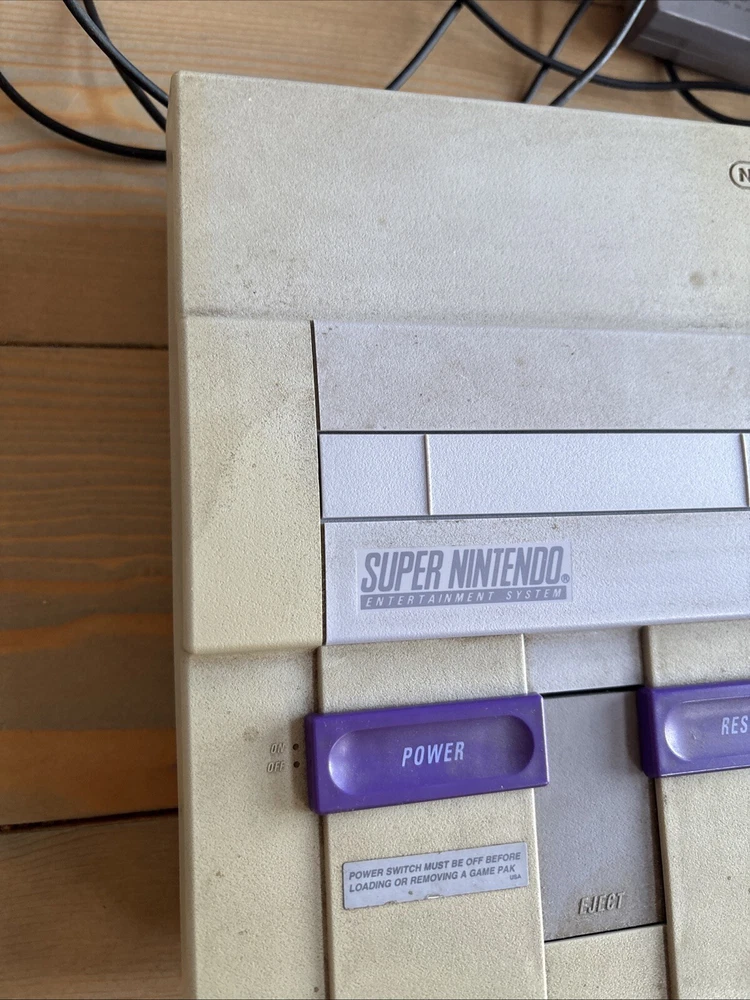 SUPER NINTENDO®
ENTERTAINMENT SYSTEM
ON
OFF
POWER
RES
POWER SWITCH MUST BE OFF BEFORE
LOADING OR REMOVING A GAME PAK
USA
EJECT